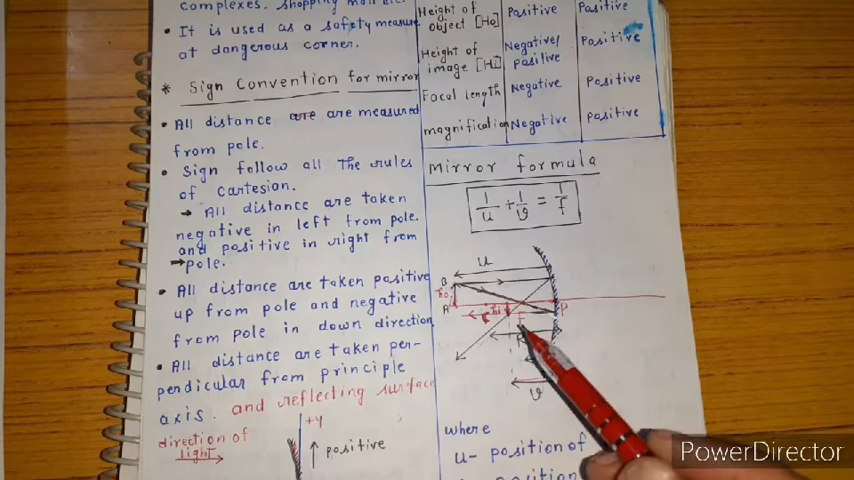 complexes. shopping mall etc.
• It is used as a safety measure
at dangerous corner.
* Sign Convention for mirror
• All distance are are measured
from pole.
• Sign follow all the rules
of cartesian.
→ All distance are taken
negative in left from pole.
and positive in right from
→ pole.
• All distance are taken positive
up from pole and negative
from pole in down direction
• All distance are taken per-
pendicular from principle
axis. and reflecting surface
direction of
light
+y
positive
Height of
object [Ho] Positive Positive
Height of
image [Hi] Negative/
positive Positive
Focal length Negative Positive
magnification Negative positive
Mirror formula
1/u + 1/v = 1/f
u
B
ho
A
hi
F
P
v
where
u - position of
PowerDirector